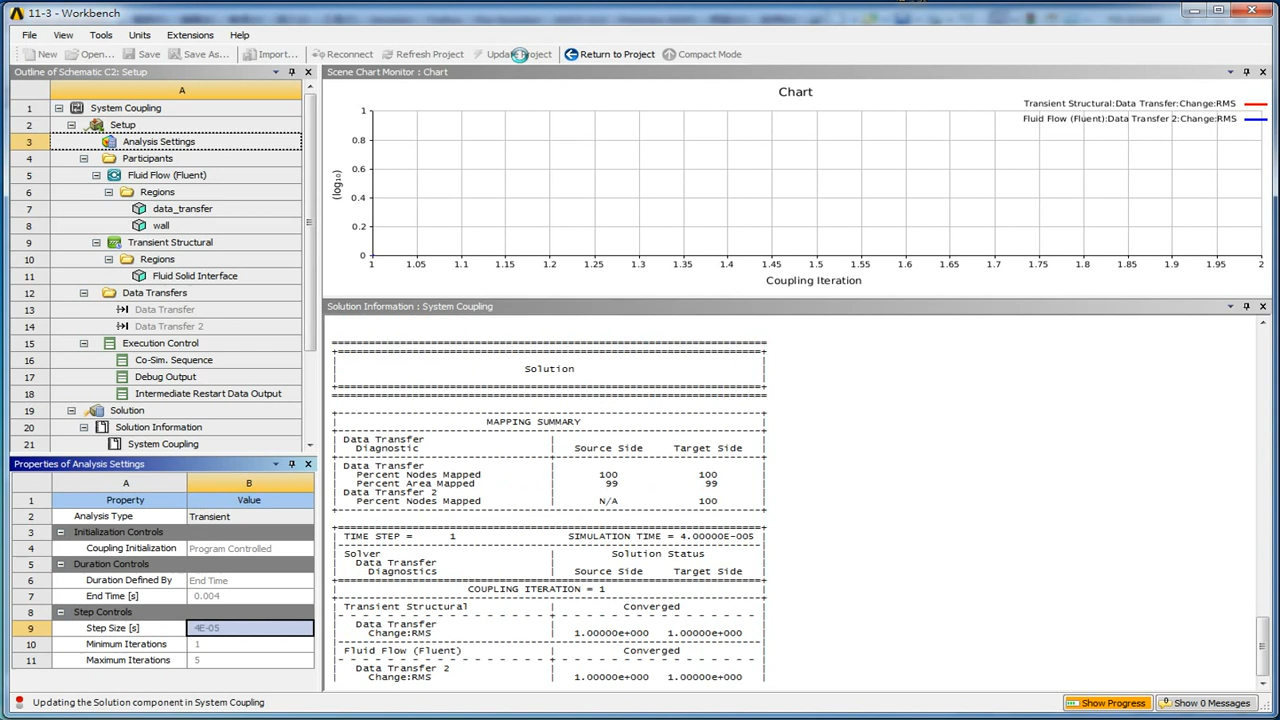 11-3 - Workbench
File View Tools Units Extensions Help
New Open... Save Save As... Import... Reconnect Refresh Project Update Project Return to Project Compact Mode
Outline of Schematic C2: Setup
A
1 System Coupling
2 Setup
3 Analysis Settings
4 Participants
5 Fluid Flow (Fluent)
6 Regions
7 data_transfer
8 wall
9 Transient Structural
10 Regions
11 Fluid Solid Interface
12 Data Transfers
13 Data Transfer
14 Data Transfer 2
15 Execution Control
16 Co-Sim. Sequence
17 Debug Output
18 Intermediate Restart Data Output
19 Solution
20 Solution Information
21 System Coupling
Properties of Analysis Settings
A B
1 Property Value
2 Analysis Type Transient
3 Initialization Controls
4 Coupling Initialization Program Controlled
5 Duration Controls
6 Duration Defined By End Time
7 End Time [s] 0.004
8 Step Controls
9 Step Size [s] 4E-05
10 Minimum Iterations 1
11 Maximum Iterations 5
Scene Chart Monitor : Chart
Chart
Transient Structural:Data Transfer:Change:RMS
Fluid Flow (Fluent):Data Transfer 2:Change:RMS
1
0.8
0.6
0.4
0.2
0
(log₁₀)
1 1.05 1.1 1.15 1.2 1.25 1.3 1.35 1.4 1.45 1.5 1.55 1.6 1.65 1.7 1.75 1.8 1.85 1.9 1.95 2
Coupling Iteration
Solution Information : System Coupling
Solution
MAPPING SUMMARY
Data Transfer
Diagnostic Source Side Target Side
Data Transfer
Percent Nodes Mapped 100 100
Percent Area Mapped 99 99
Data Transfer 2
Percent Nodes Mapped N/A 100
TIME STEP = 1 SIMULATION TIME = 4.00000E-005
Solver Solution Status
Data Transfer
Diagnostics Source Side Target Side
COUPLING ITERATION = 1
Transient Structural Converged
Data Transfer
Change:RMS 1.00000e+000 1.00000e+000
Fluid Flow (Fluent) Converged
Data Transfer 2
Change:RMS 1.00000e+000 1.00000e+000
Updating the Solution component in System Coupling
Show Progress Show 0 Messages